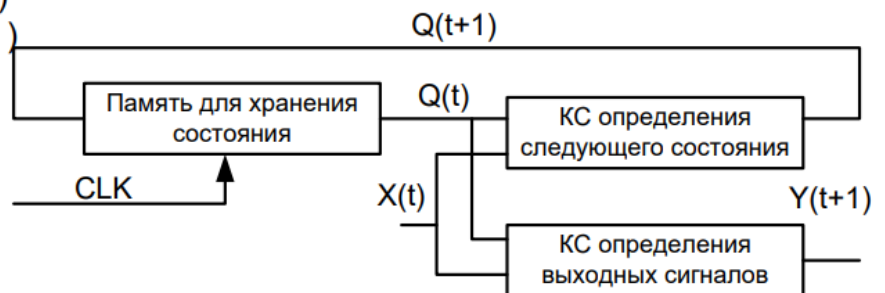 )
)
Q(t+1)
Память для хранения
состояния
Q(t)
КС определения
следующего состояния
CLK
X(t)
Y(t+1)
КС определения
выходных сигналов